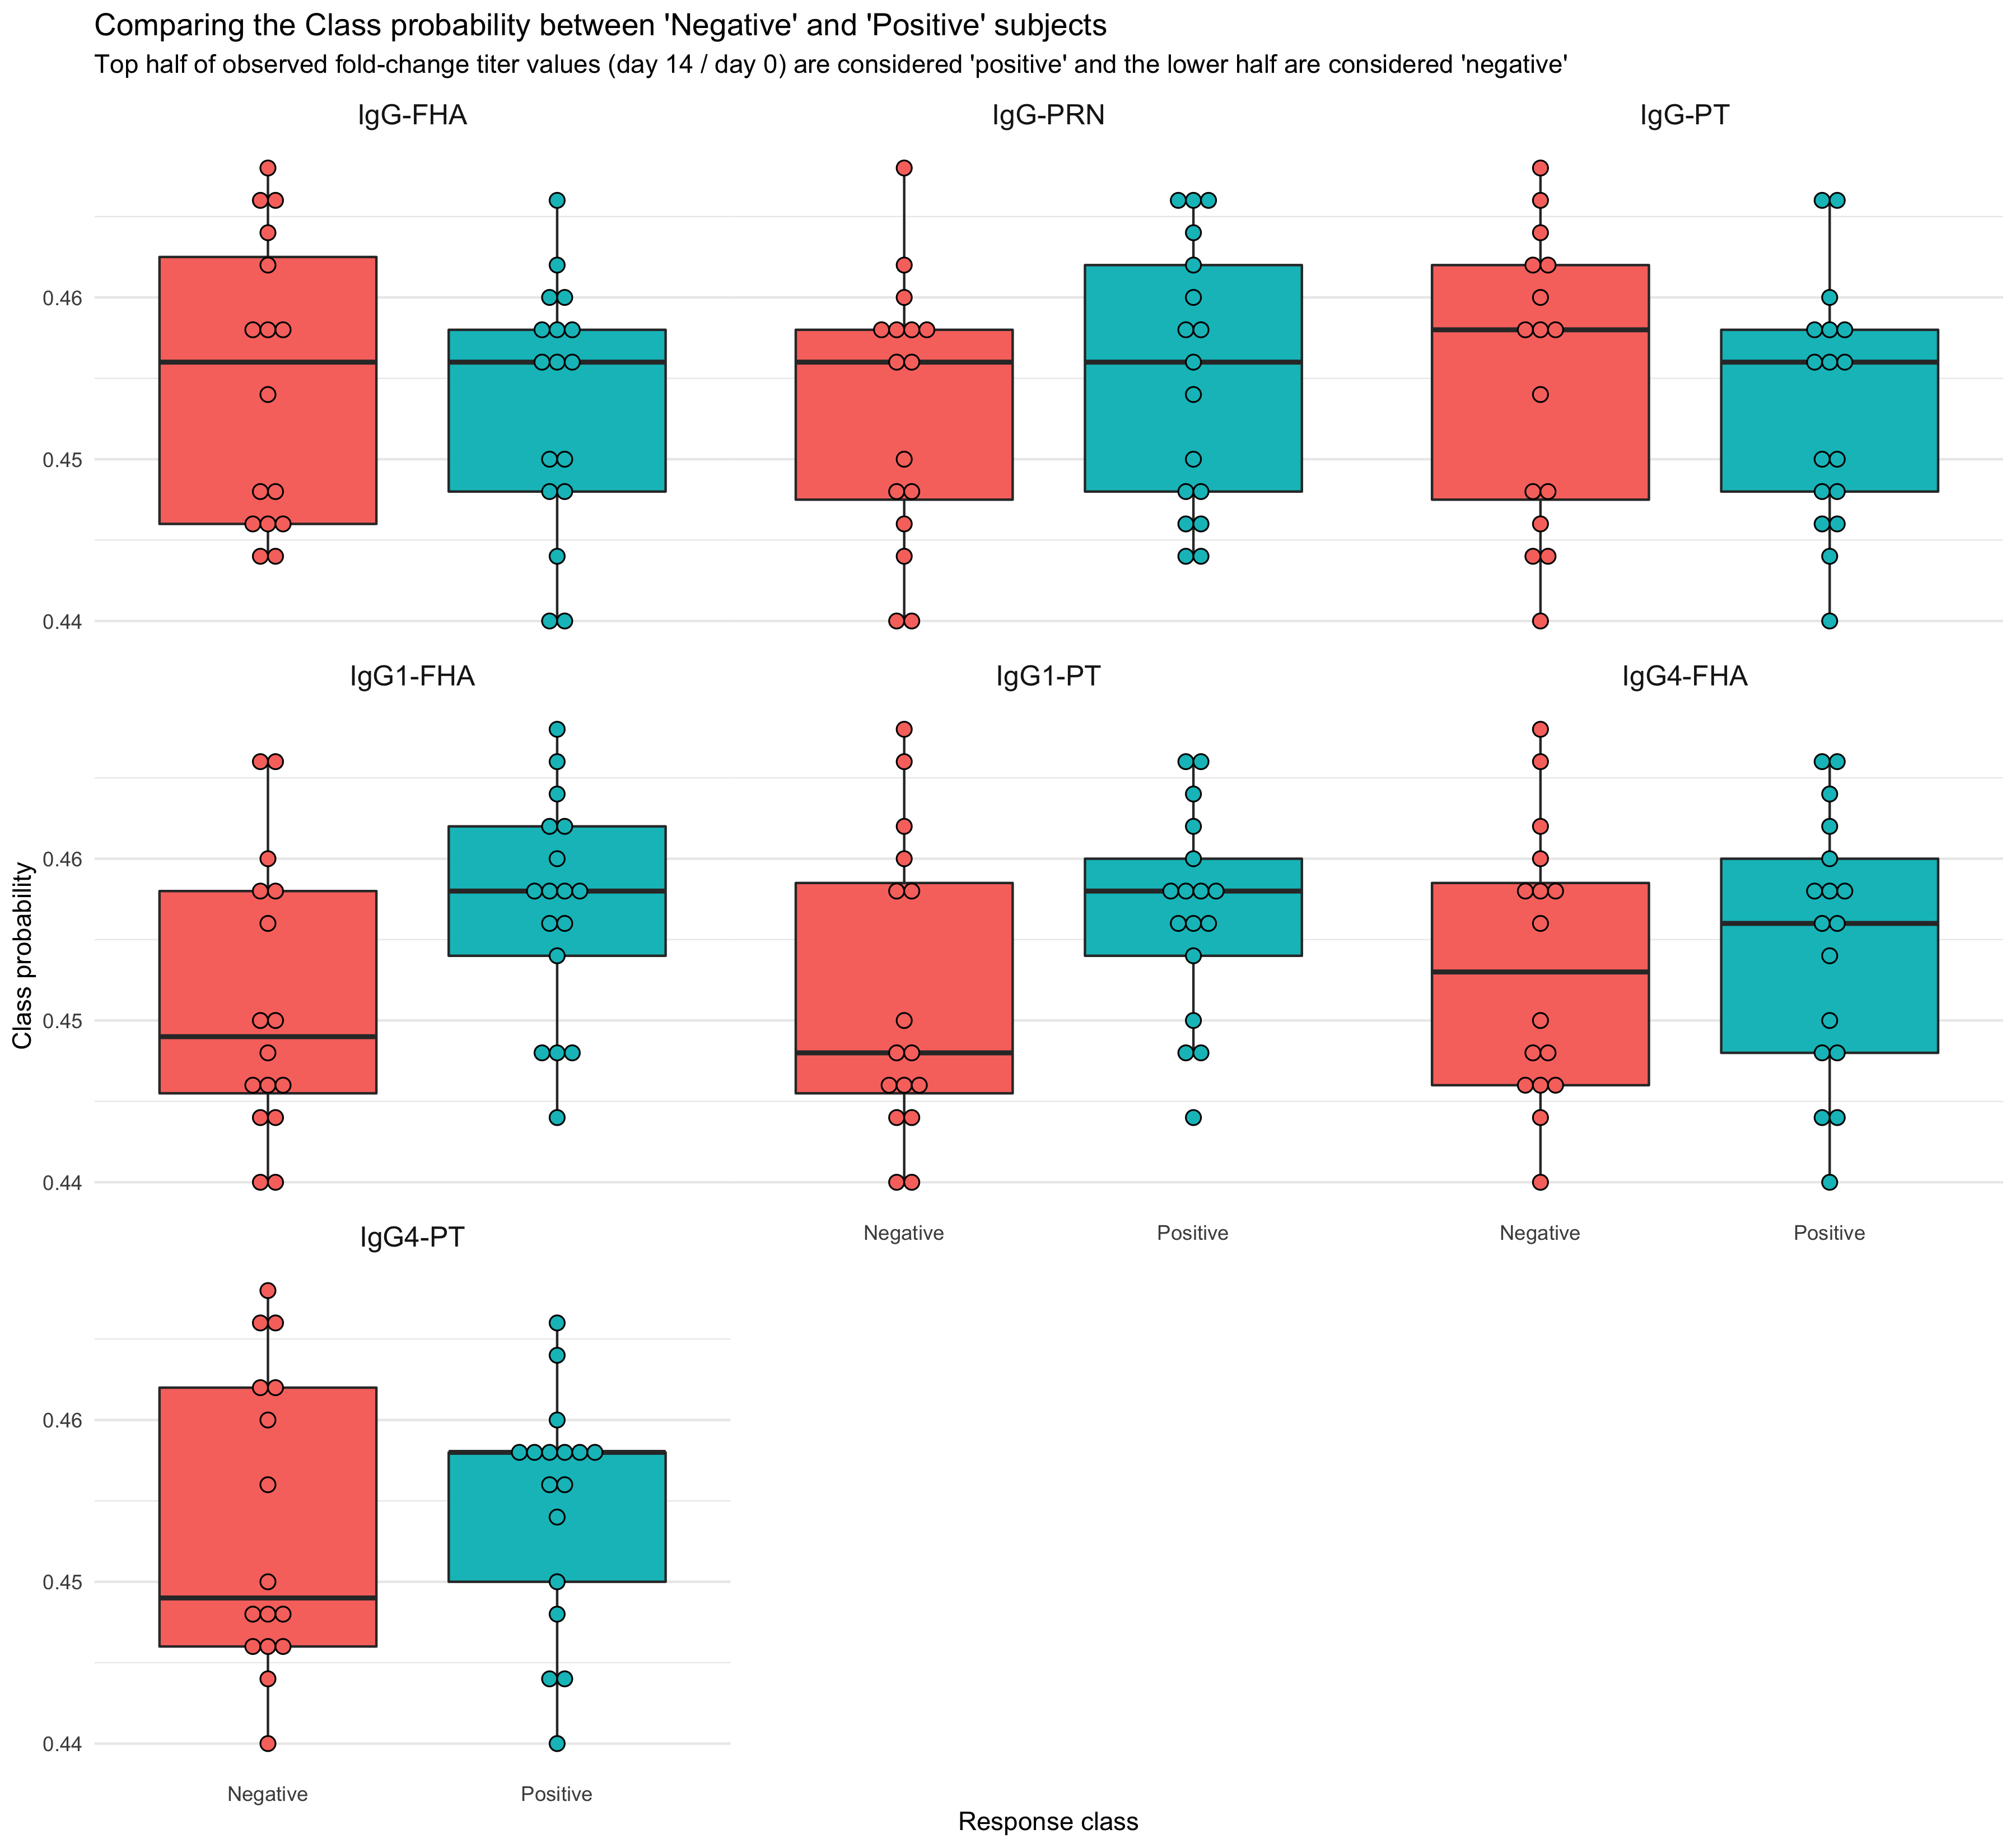 Comparing the Class probability between 'Negative' and 'Positive' subjects
Top half of observed fold-change titer values (day 14 / day 0) are considered 'positive' and the lower half are considered 'negative'
IgG-FHA
IgG-PRN
IgG-PT
0.46
0.45
0.44
IgG1-FHA
IgG1-PT
IgG4-FHA
0.46
0.45
0.44
Class probability
Negative
Positive
Negative
Positive
IgG4-PT
0.46
0.45
0.44
Negative
Positive
Response class